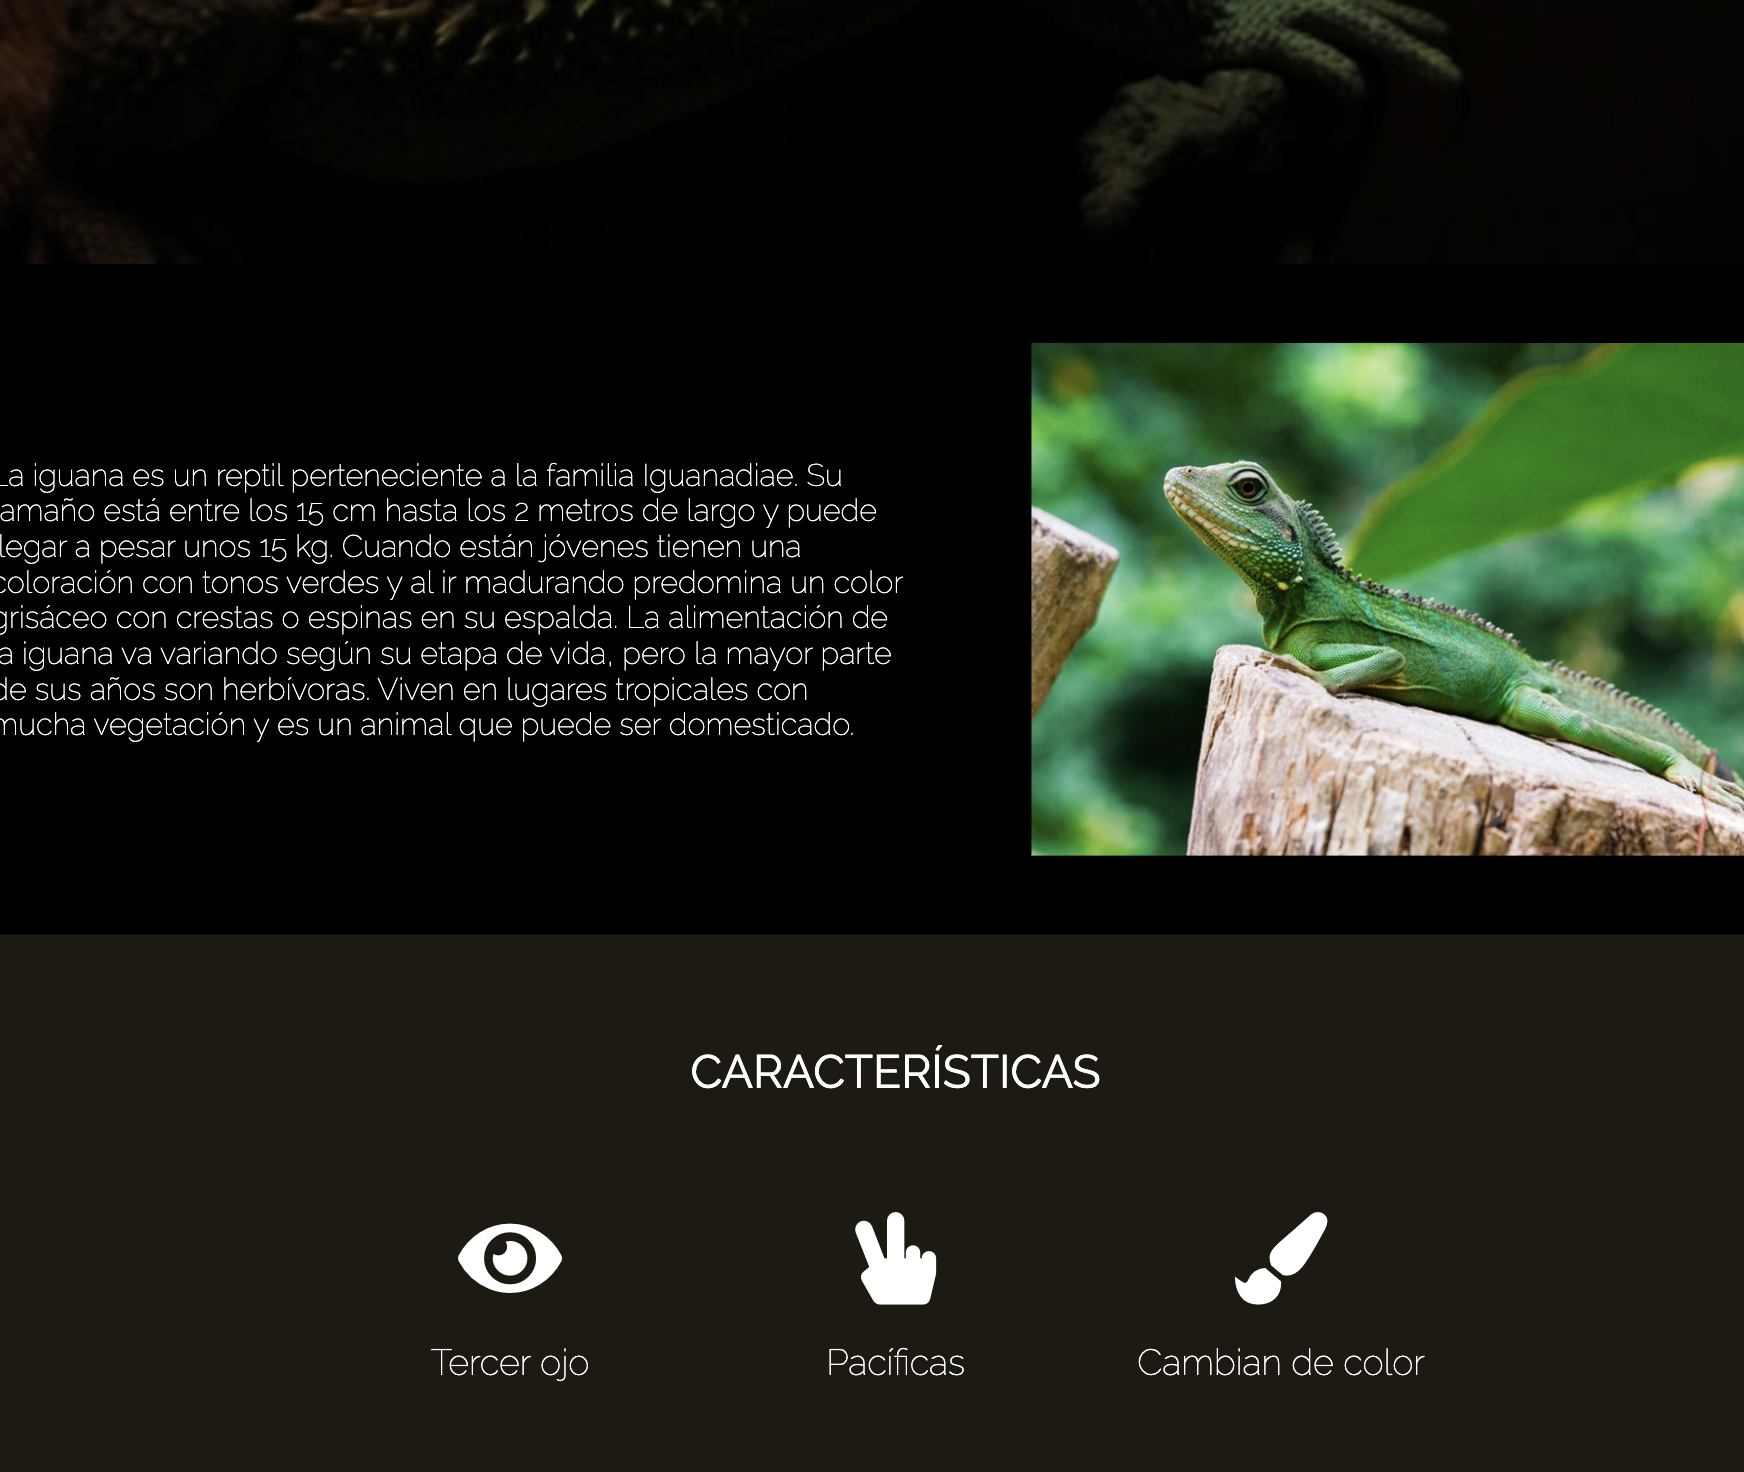 La iguana es un reptil perteneciente a la familia Iguanadiae. Su
tamaño está entre los 15 cm hasta los 2 metros de largo y puede
llegar a pesar unos 15 kg. Cuando están jóvenes tienen una
coloración con tonos verdes y al ir madurando predomina un color
grisáceo con crestas o espinas en su espalda. La alimentación de
la iguana va variando según su etapa de vida, pero la mayor parte
de sus años son herbívoras. Viven en lugares tropicales con
mucha vegetación y es un animal que puede ser domesticado.
CARACTERÍSTICAS
Tercer ojo
Pacíficas
Cambian de color